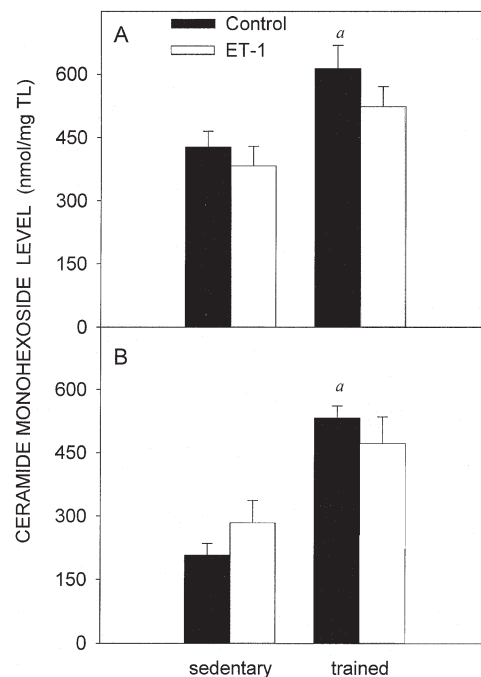 A
Control
ET-1
a
600
450
300
150
0
CERAMIDE MONOHEXOSIDE LEVEL (nmol/mg TL)
B
a
600
450
300
150
0
sedentary trained